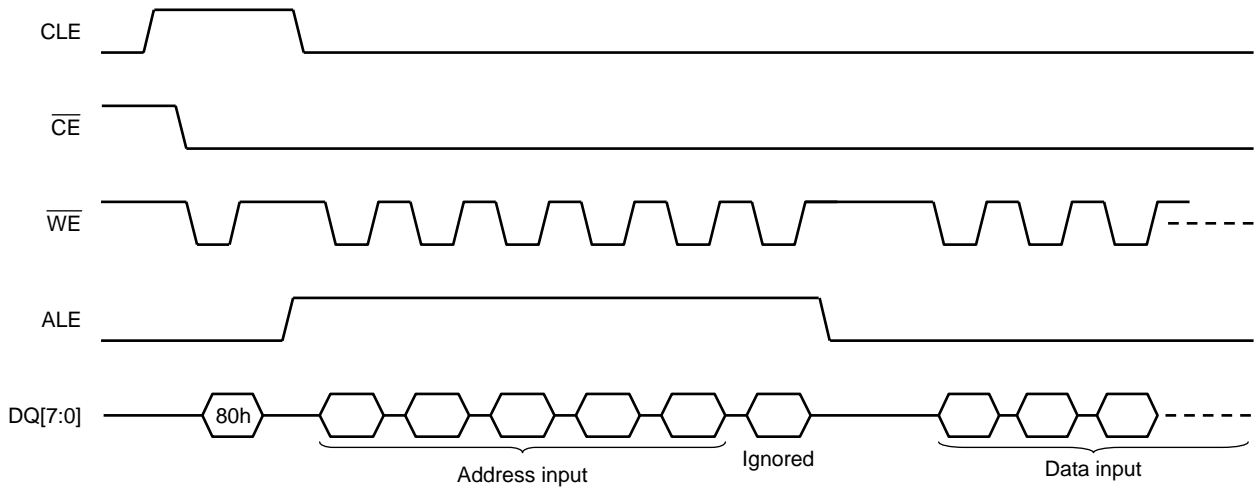 CLE
CE
WE
ALE
DQ[7:0]
80h
Address input
Ignored
Data input